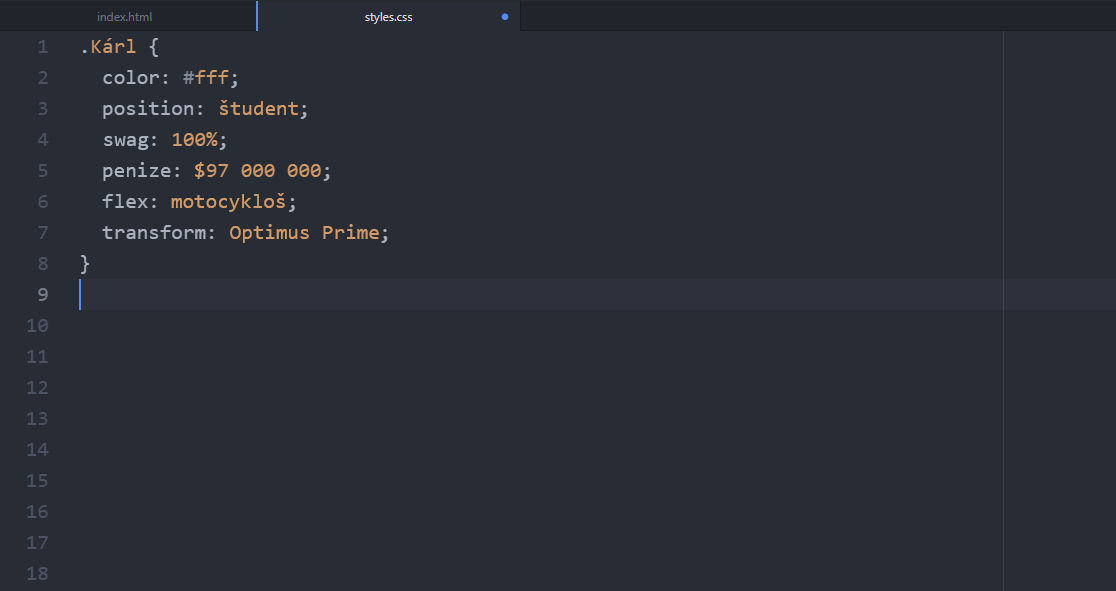 index.html
styles.css
1 .Kárl {
2 color: #fff;
3 position: študent;
4 swag: 100%;
5 penize: $97 000 000;
6 flex: motocykloš;
7 transform: Optimus Prime;
8 }
9
10
11
12
13
14
15
16
17
18